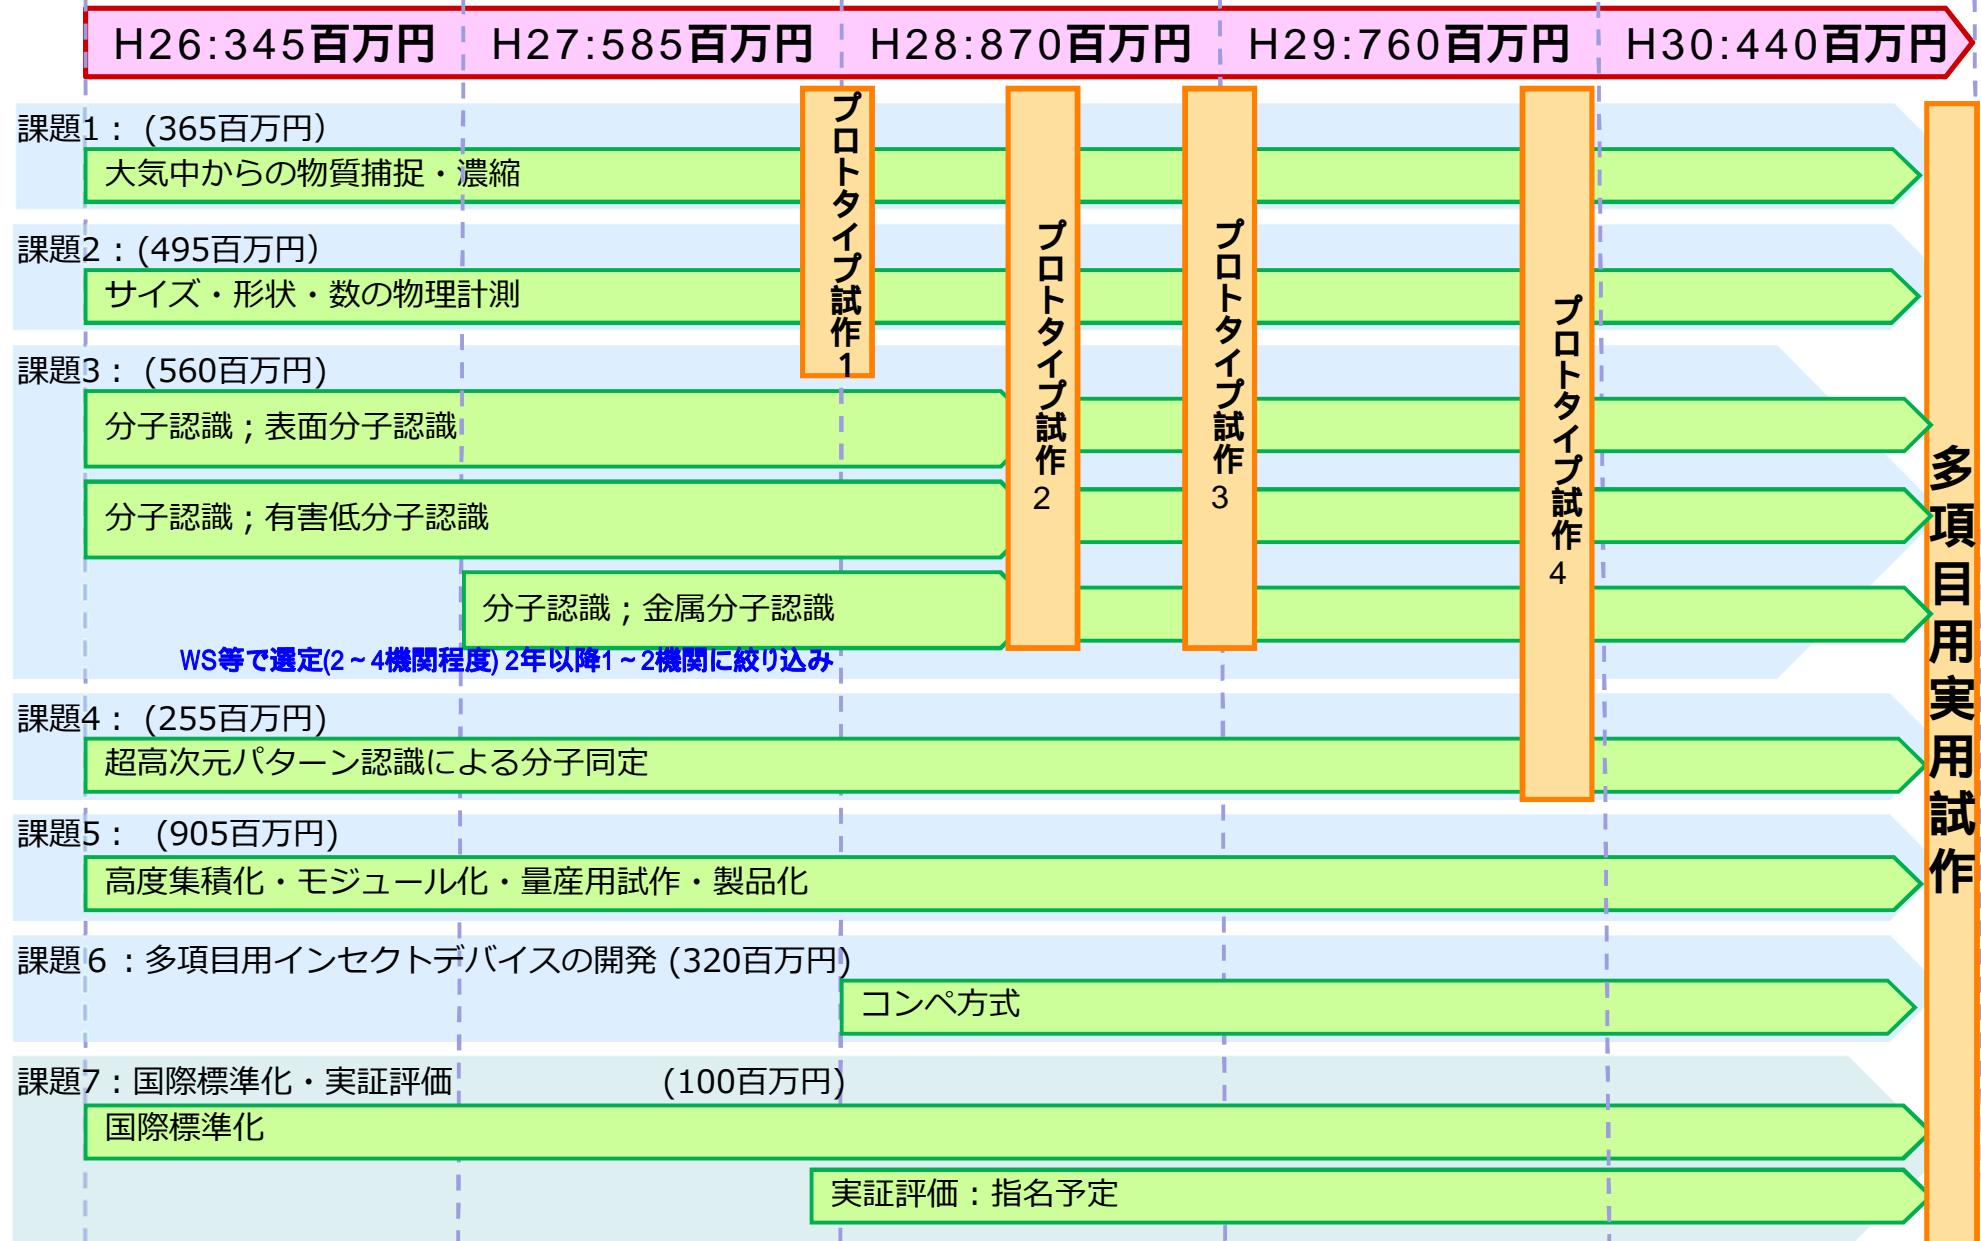 H26:345百万円 H27:585百万円 H28:870百万円 H29:760百万円 H30:440百万円
課題1： (365百万円）
大気中からの物質捕捉・濃縮
課題2：(495百万円）
サイズ・形状・数の物理計測
課題3： (560百万円)
分子認識；表面分子認識
分子認識；有害低分子認識
分子認識；金属分子認識
WS等で選定(2～4機関程度) 2年以降1～2機関に絞り込み
課題4： (255百万円)
超高次元パターン認識による分子同定
課題5： (905百万円)
高度集積化・モジュール化・量産用試作・製品化
課題６：多項目用インセクトデバイスの開発 (320百万円)
コンペ方式
課題7：国際標準化・実証評価 (100百万円)
国際標準化
実証評価：指名予定
プロトタイプ試作1
プロトタイプ試作2
プロトタイプ試作3
プロトタイプ試作4
多項目用実用試作